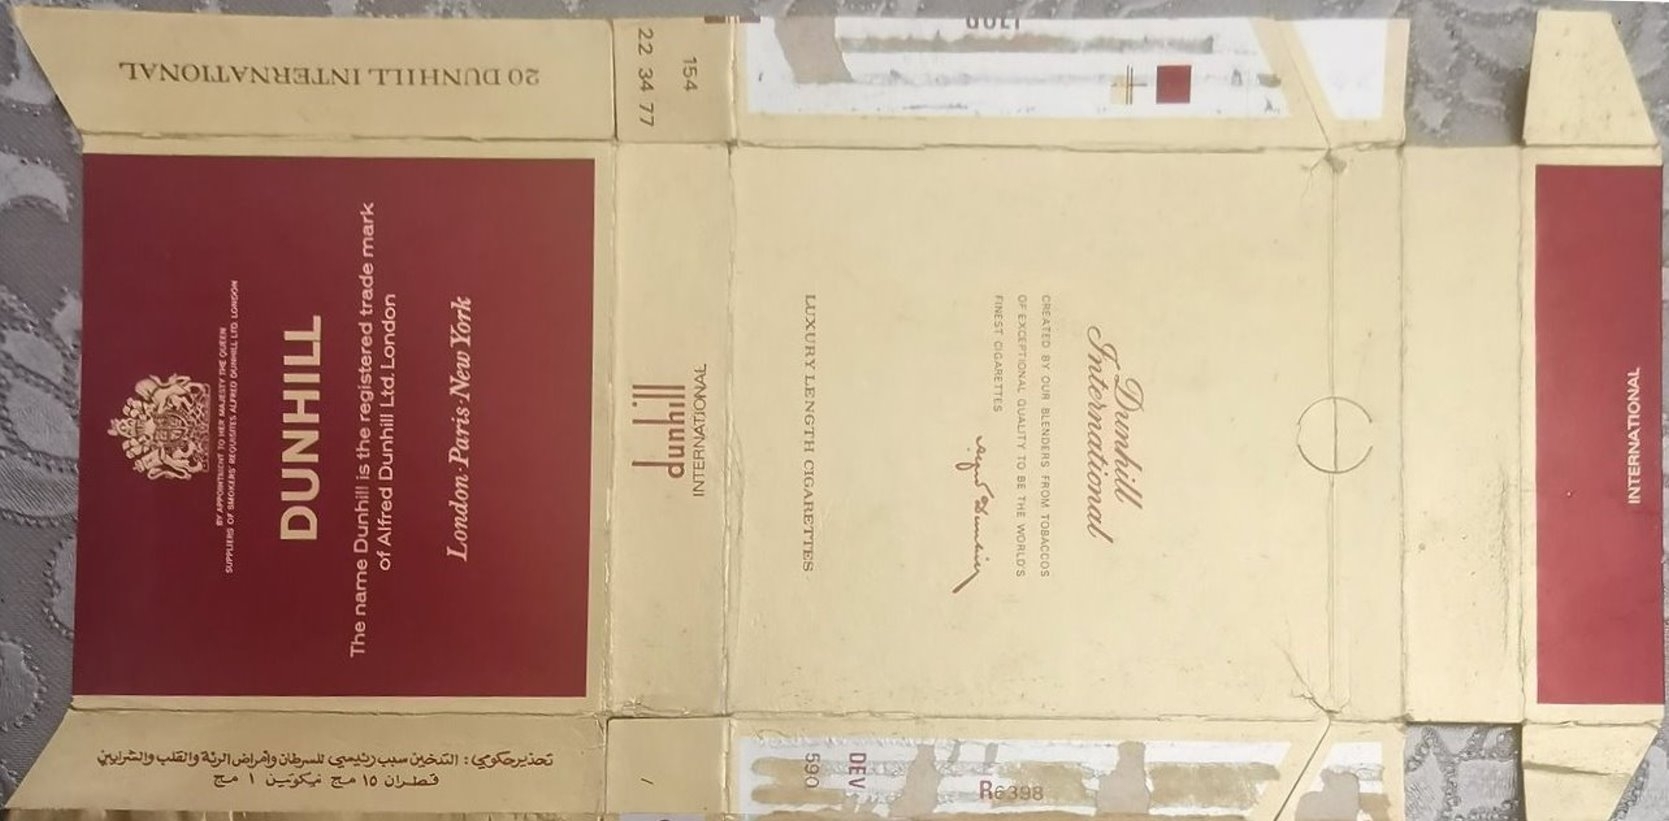 20 DUNHILL INTERNATIONAL
BY APPOINTMENT TO HER MAJESTY THE QUEEN
SUPPLIERS OF SMOKERS' REQUISITES ALFRED DUNHILL LTD. LONDON
DUNHILL
The name Dunhill is the registered trade mark
of Alfred Dunhill Ltd. London
London·Paris·New York
تحذير حكومي: التدخين سبب رئيسي للسرطان وأمراض الرئة والقلب والشرايين
قطران ١٥ مج نيكوتين ١ مج
154
22 34 77
dunhill
INTERNATIONAL
Dunhill
International
CREATED BY OUR BLENDERS FROM TOBACCOS
OF EXCEPTIONAL QUALITY TO BE THE WORLD'S
FINEST CIGARETTES
Alfred Dunhill
LUXURY LENGTH CIGARETTES
DEV
590
R6398
INTERNATIONAL